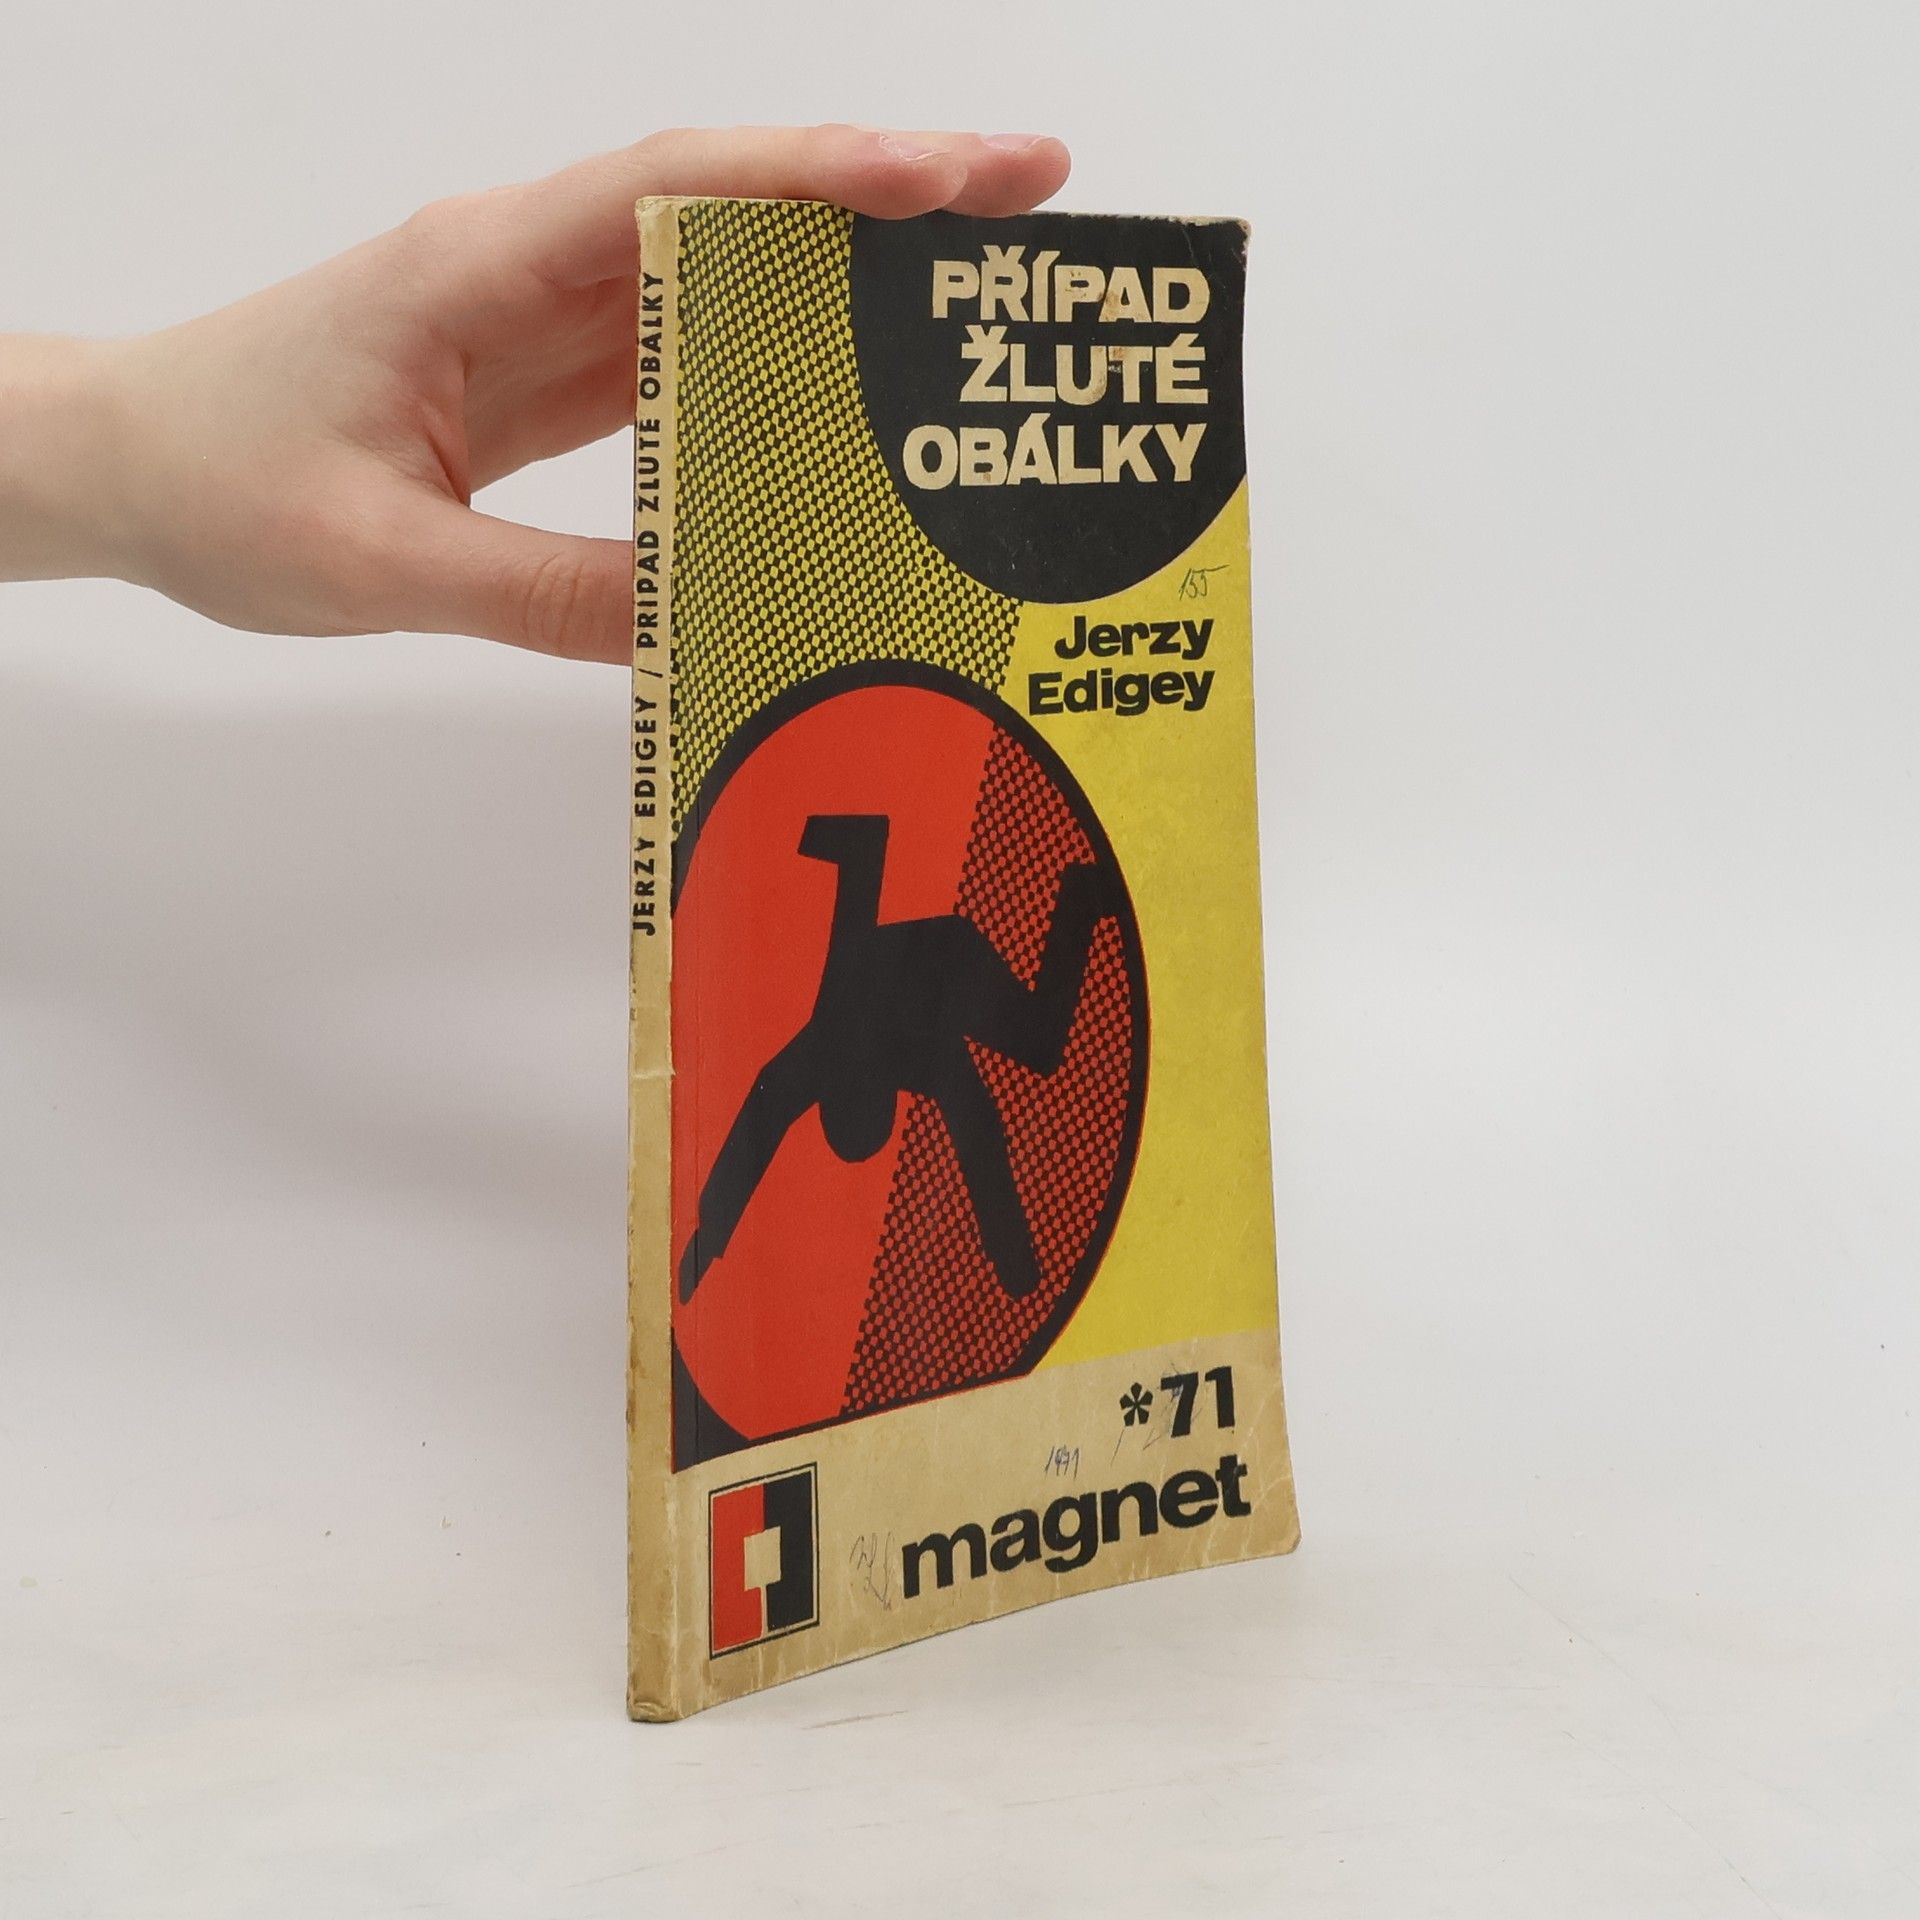 PŘÍPAD
ŽLUTÉ
OBÁLKY
155
Jerzy
Edigey
*71
1971
magnet
JERZY EDIGEY / PŘÍPAD ŽLUTÉ OBÁLKY